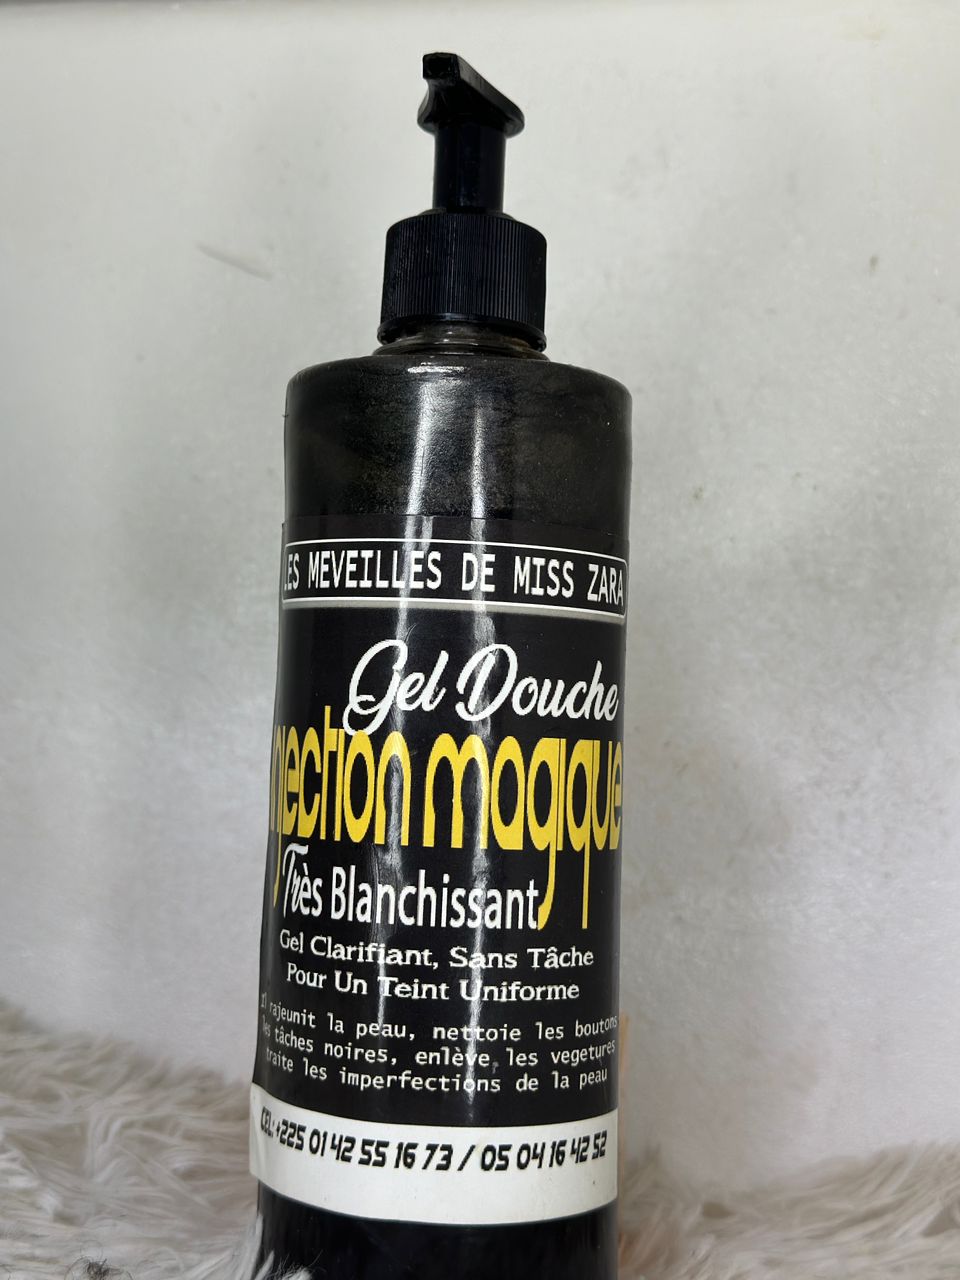 LES MEVEILLES DE MISS ZARA
Gel Douche
injection magique
Très Blanchissant
Gel Clarifiant, Sans Tâche
Pour Un Teint Uniforme
Il rajeunit la peau, nettoie les boutons
les tâches noires, enlève, les vegetures
traite les imperfections de la peau
CEL: +225 01 42 55 16 73 / 05 04 16 42 52